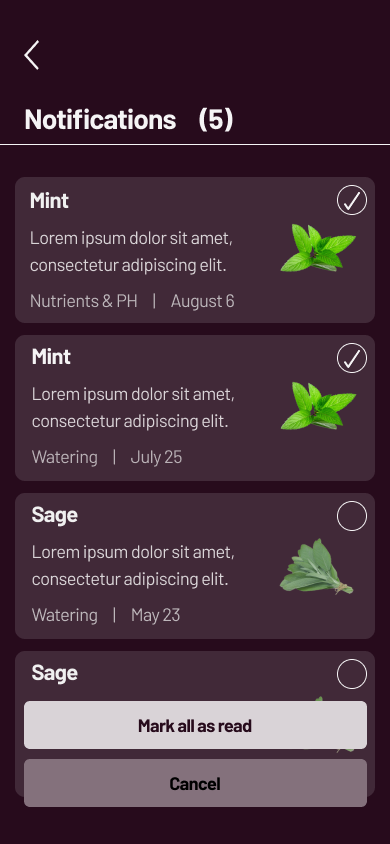 Notifications (5)
Mint
Lorem ipsum dolor sit amet,
consectetur adipiscing elit.
Nutrients & PH | August 6
Mint
Lorem ipsum dolor sit amet,
consectetur adipiscing elit.
Watering | July 25
Sage
Lorem ipsum dolor sit amet,
consectetur adipiscing elit.
Watering | May 23
Sage
Mark all as read
Cancel